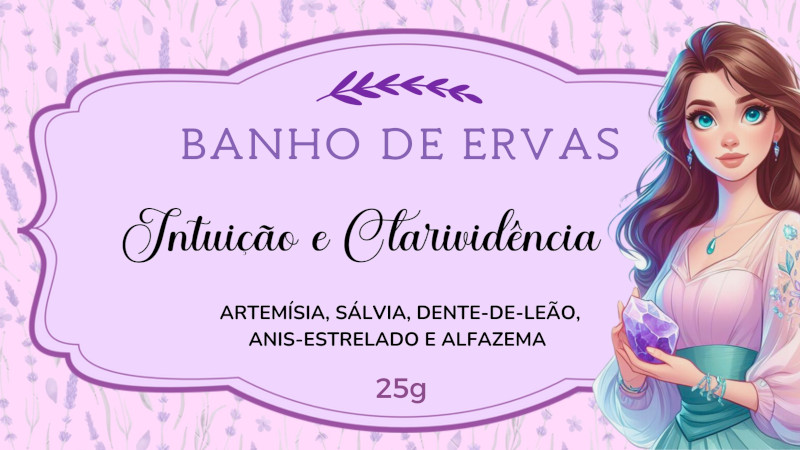 BANHO DE ERVAS
Intuição e Clarividência
ARTEMÍSIA, SÁLVIA, DENTE-DE-LEÃO,
ANIS-ESTRELADO E ALFAZEMA
25g